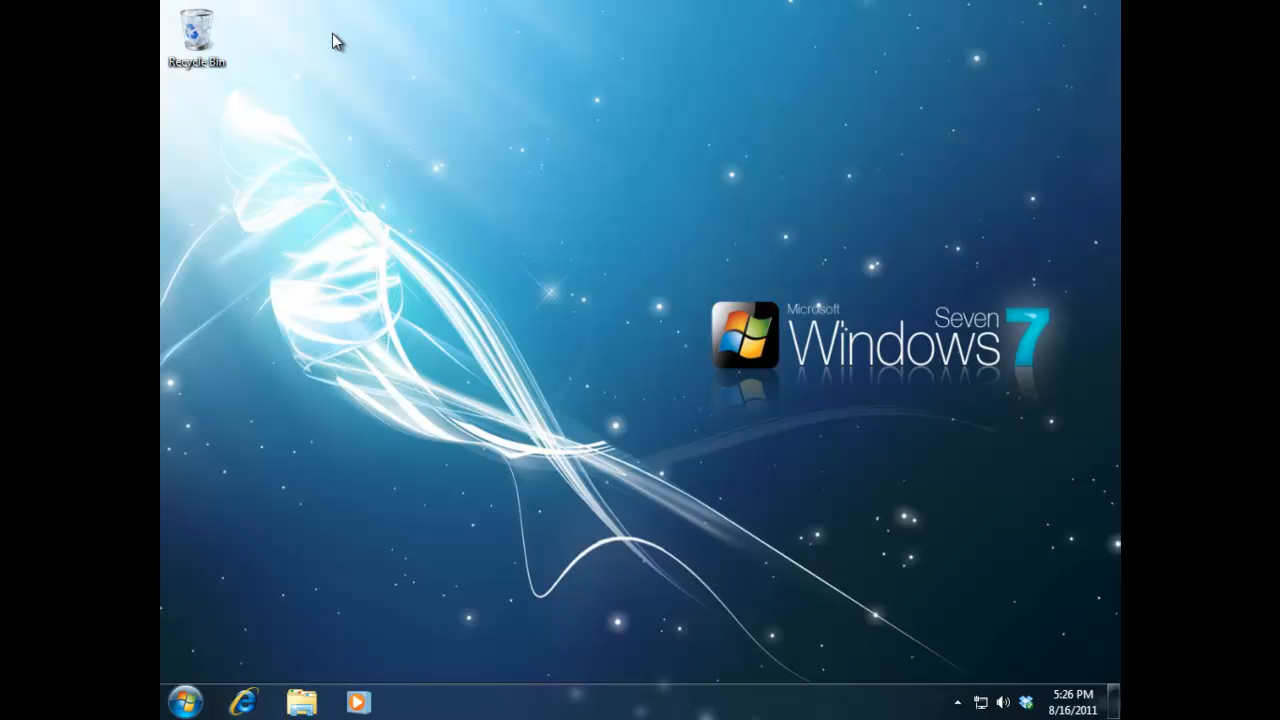 Recycle Bin
Microsoft
Seven 7
Windows
5:26 PM
8/16/2011